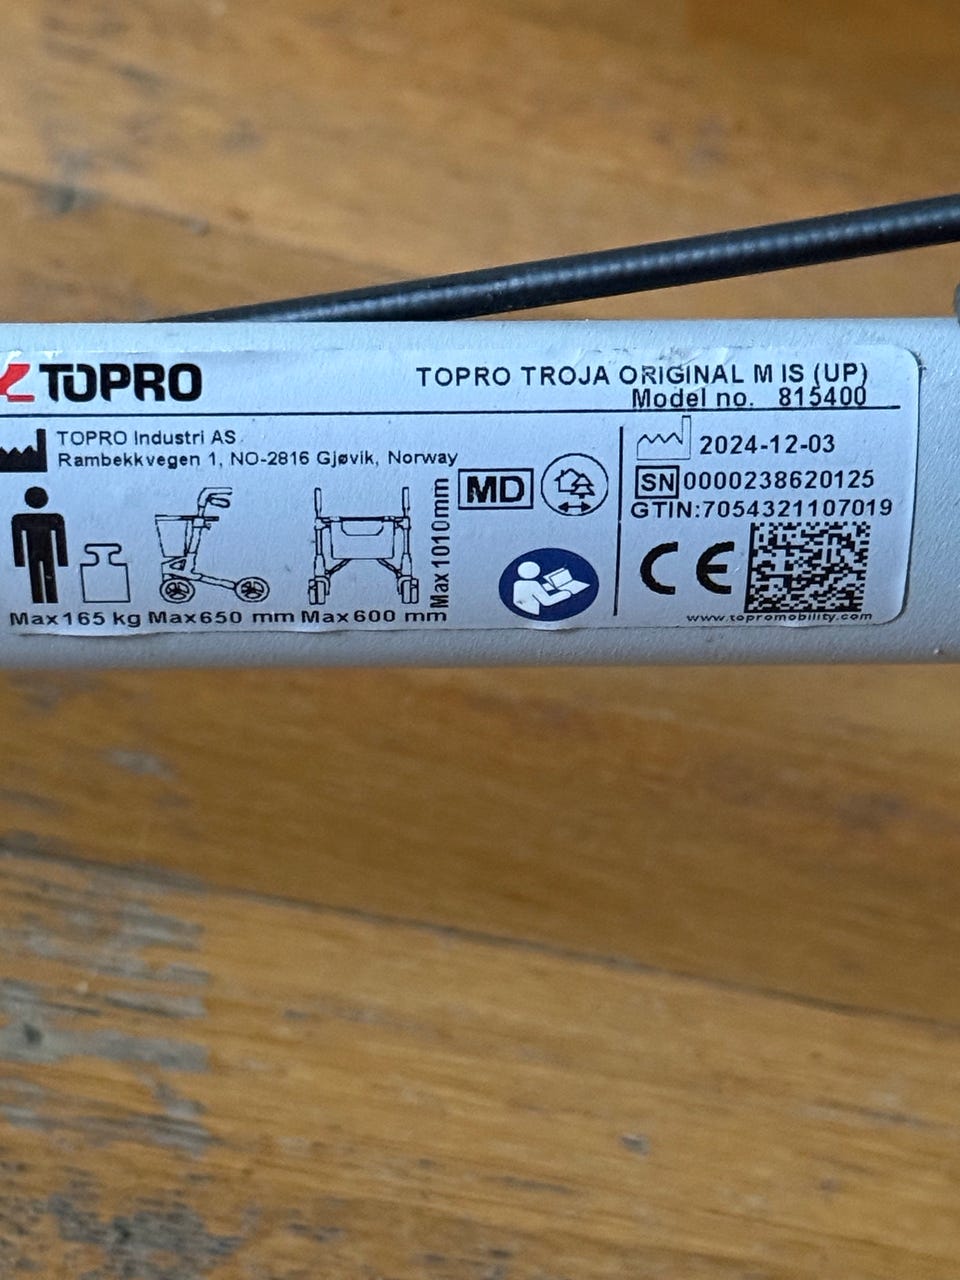 TOPRO
TOPRO TROJA ORIGINAL M IS (UP)
Model no. 815400
TOPRO Industri AS
Rambekkvegen 1, NO-2816 Gjøvik, Norway
Max 165 kg
Max 650 mm
Max 600 mm
Max 1010mm
MD
2024-12-03
SN 0000238620125
GTIN:7054321107019
CE
www.topromobility.com